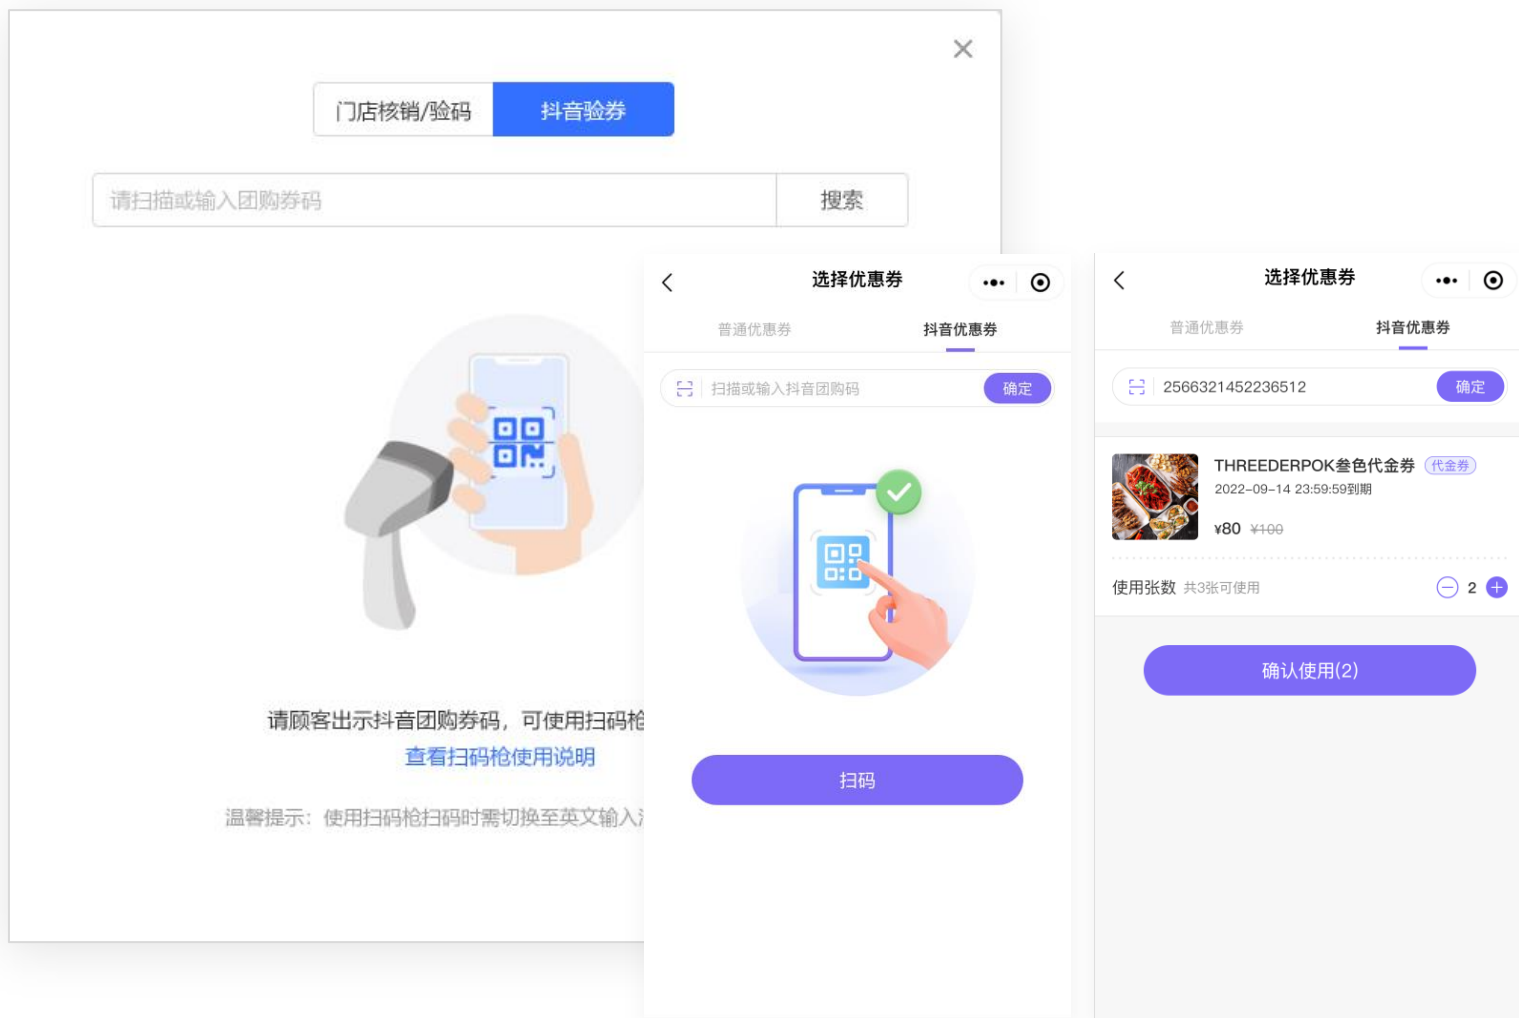 门店核销/验码
抖音验券
请扫描或输入团购券码
搜索
请顾客出示抖音团购券码，可使用扫码枪
查看扫码枪使用说明
温馨提示：使用扫码枪扫码时需切换至英文输入
选择优惠券
普通优惠券
抖音优惠券
扫描或输入抖音团购码
确定
扫码
选择优惠券
普通优惠券
抖音优惠券
2566321452236512
确定
THREEDERPOK叁色代金券 代金券
2022-09-14 23:59:59到期
¥80 ¥100
使用张数 共3张可使用
2
确认使用(2)